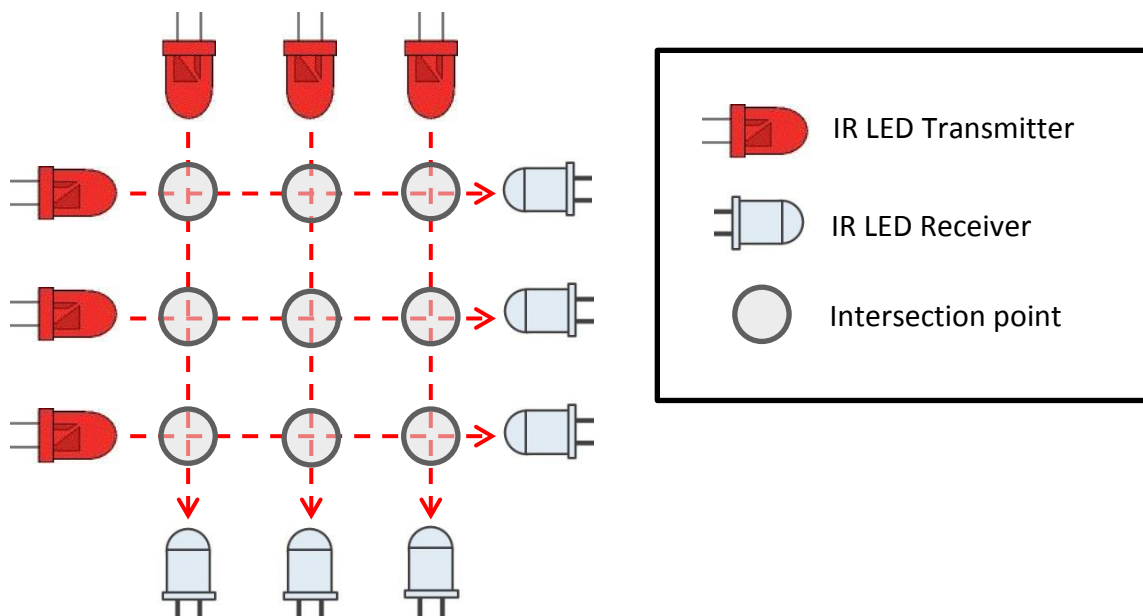 IR LED Transmitter
IR LED Receiver
Intersection point